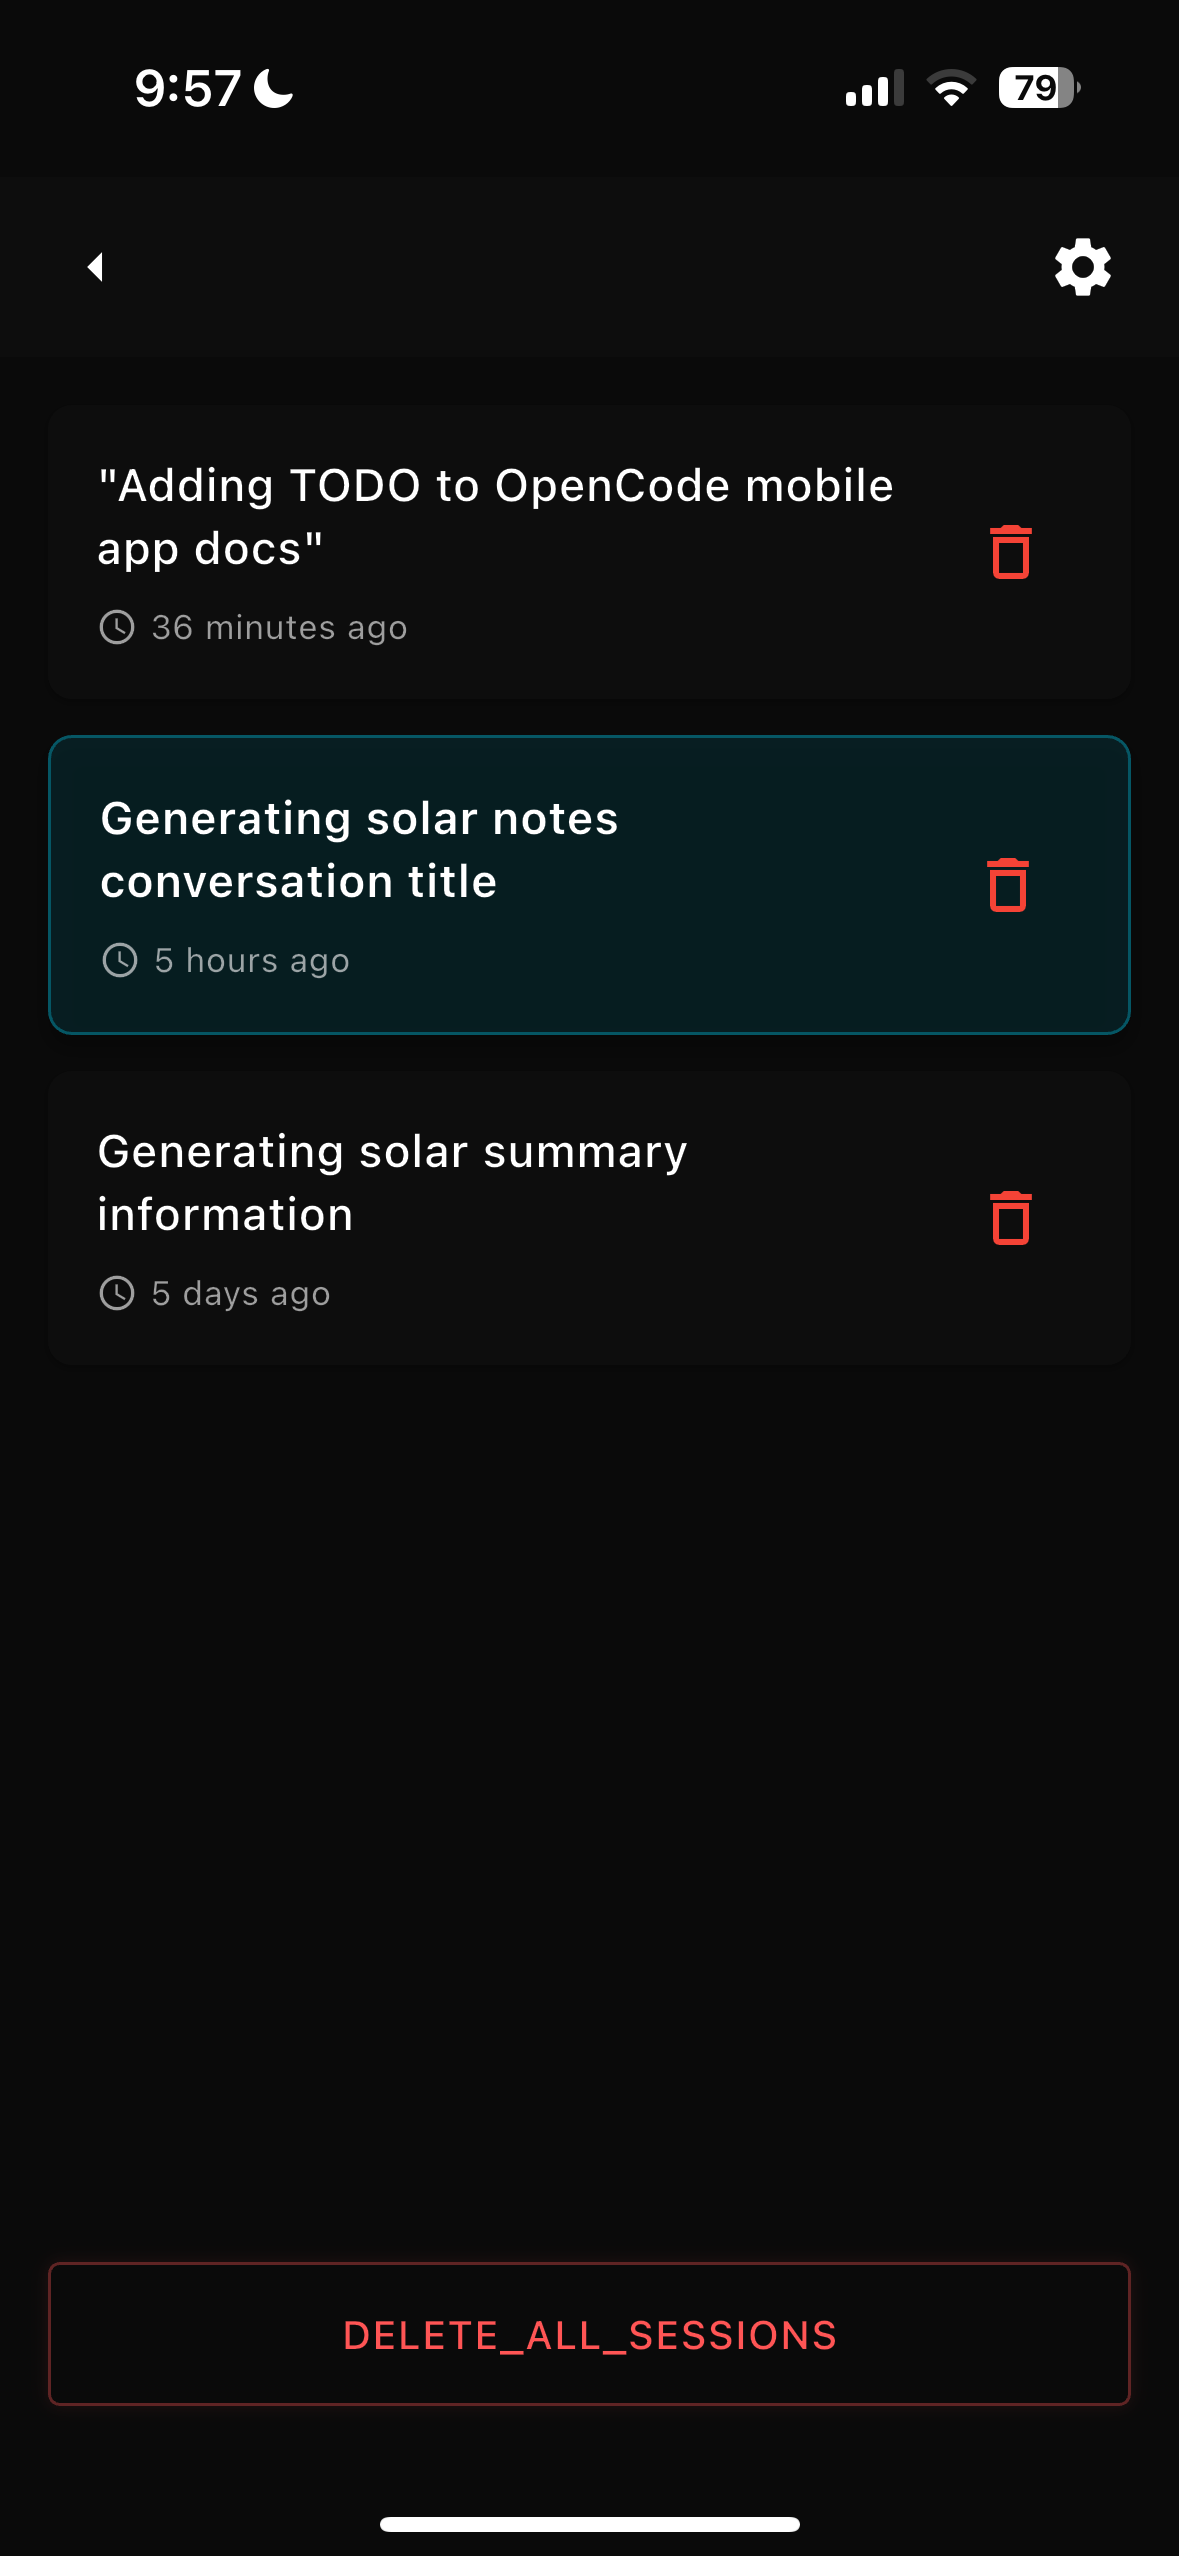 9:57
79
"Adding TODO to OpenCode mobile
app docs"
36 minutes ago
Generating solar notes
conversation title
5 hours ago
Generating solar summary
information
5 days ago
DELETE_ALL_SESSIONS